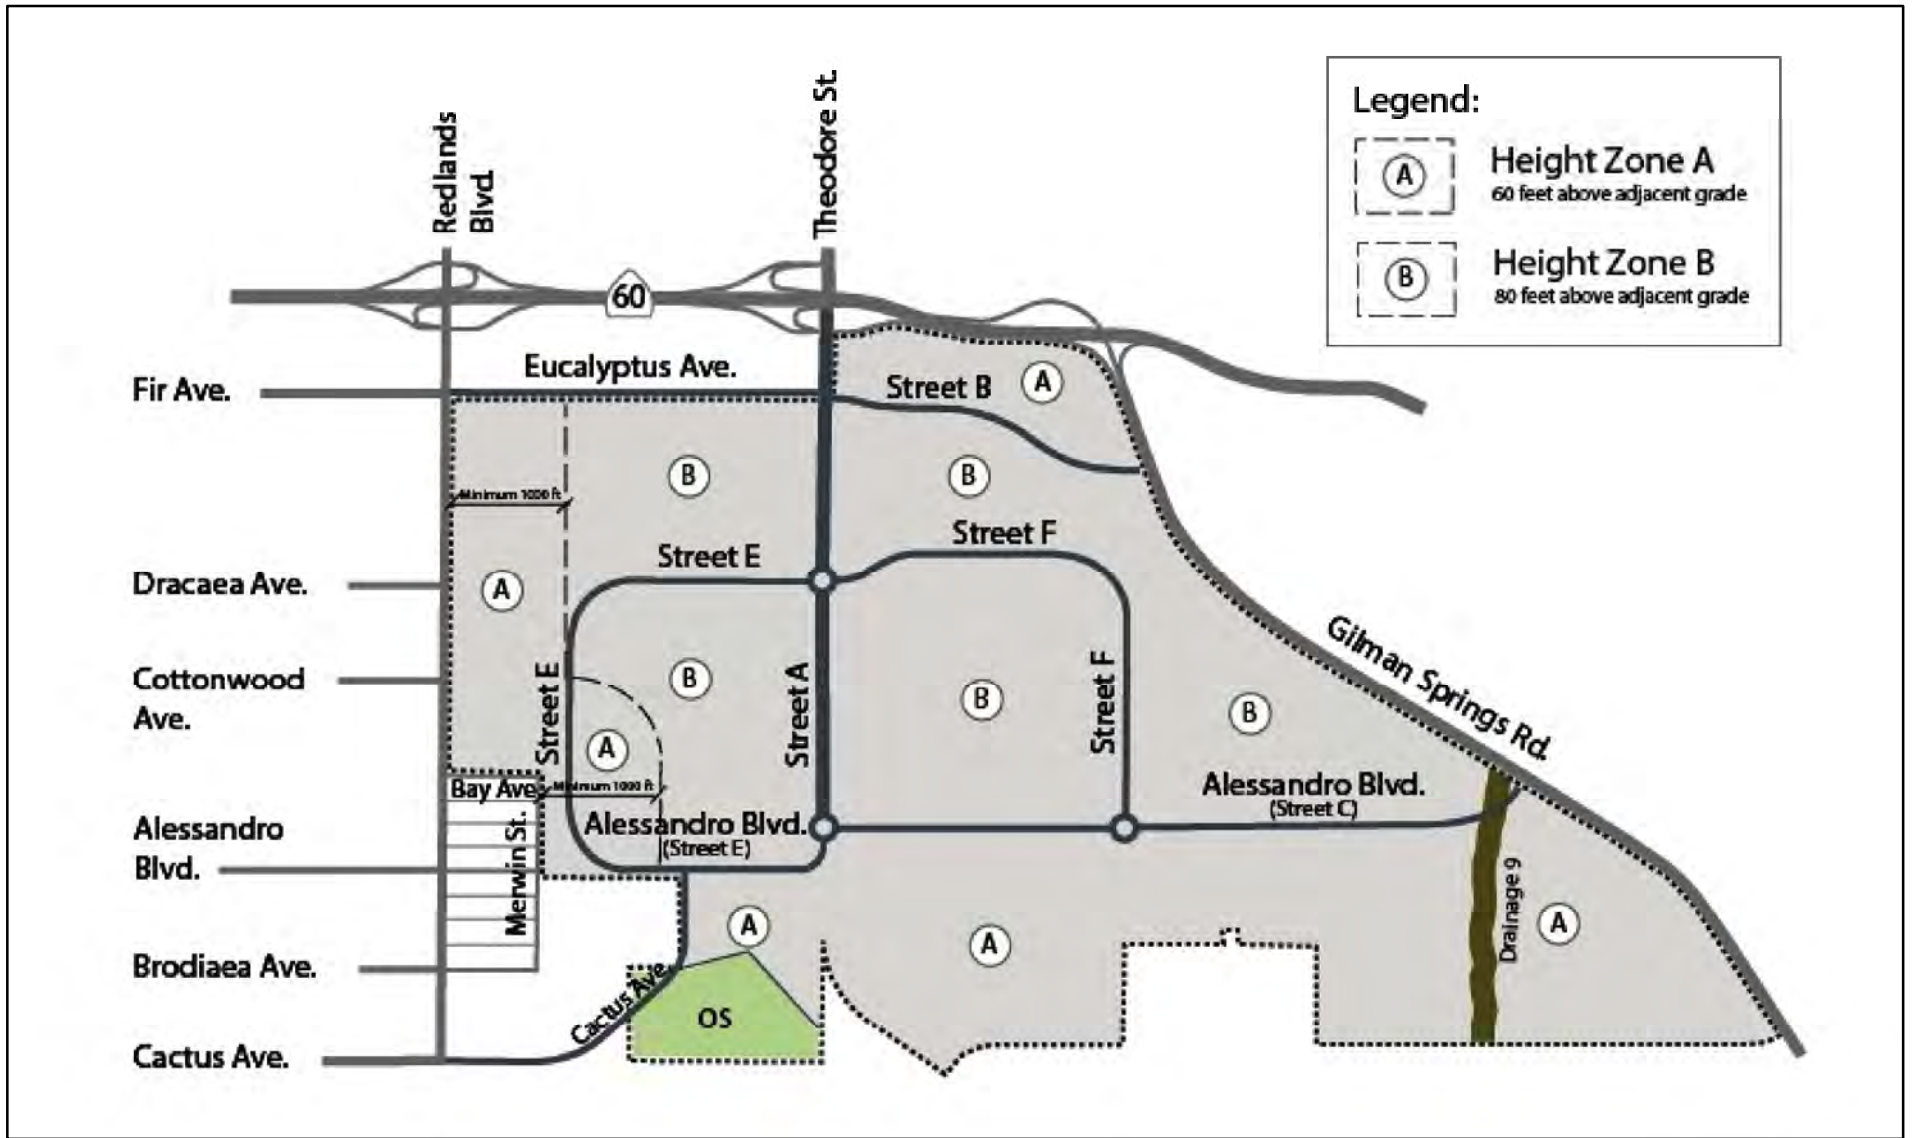 Legend:
A
Height Zone A
60 feet above adjacent grade
B
Height Zone B
80 feet above adjacent grade
Redlands
Blvd.
Theodore St.
60
Eucalyptus Ave.
Fir Ave.
Street B
A
B
B
Minimum 1000 ft
Street F
Street E
Dracaea Ave.
A
Gilman Springs Rd.
Cottonwood
Ave.
Street E
B
Street A
B
Street F
B
A
Bay Ave
Minimum 1000 ft
Alessandro Blvd.
(Street C)
Alessandro
Blvd.
Merwin St.
Alessandro Blvd.
(Street E)
Drainage 9
A
A
A
Brodiaea Ave.
Cactus Ave.
OS
Cactus Ave.